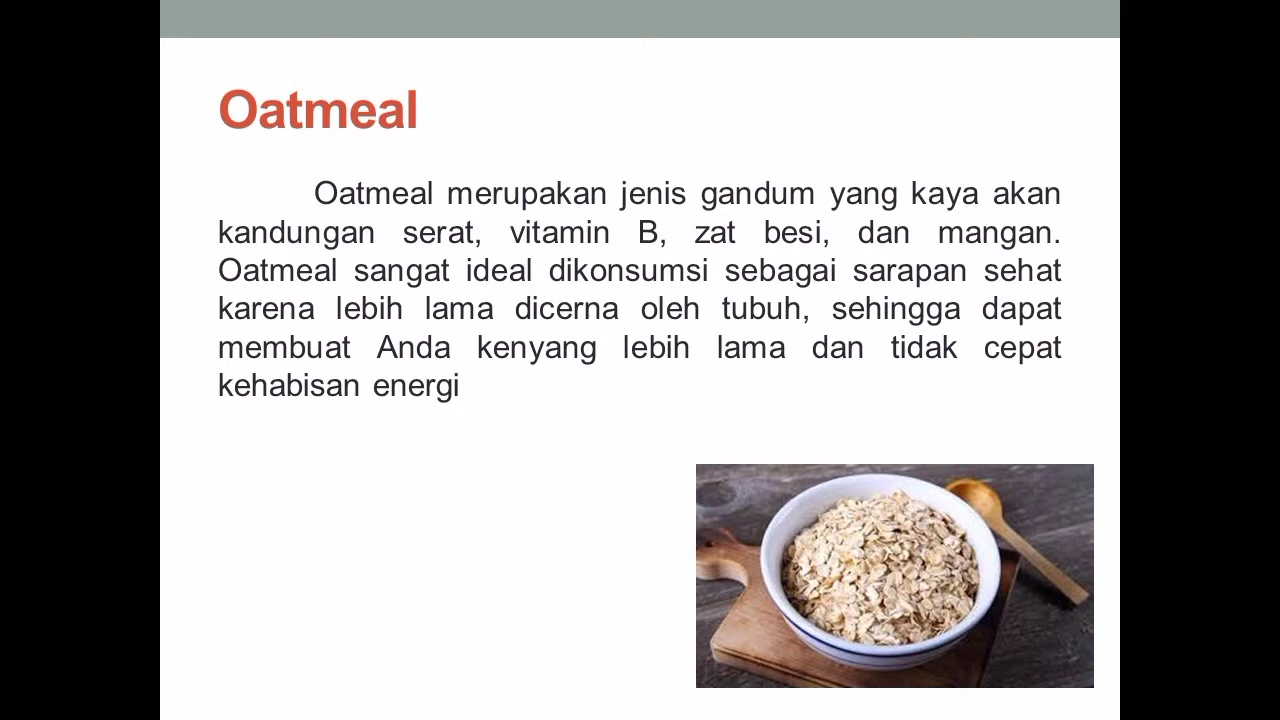 Oatmeal
Oatmeal merupakan jenis gandum yang kaya akan
kandungan serat, vitamin B, zat besi, dan mangan.
Oatmeal sangat ideal dikonsumsi sebagai sarapan sehat
karena lebih lama dicerna oleh tubuh, sehingga dapat
membuat Anda kenyang lebih lama dan tidak cepat
kehabisan energi